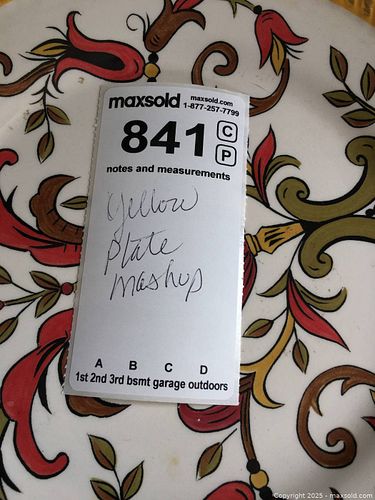 maxsold maxsold.com
1-877-257-7799
841 C
P
notes and measurements
Yellow
plate
mashup
A B C D
1st 2nd 3rd bsmt garage outdoors
Copyright 2025 - maxsold.com